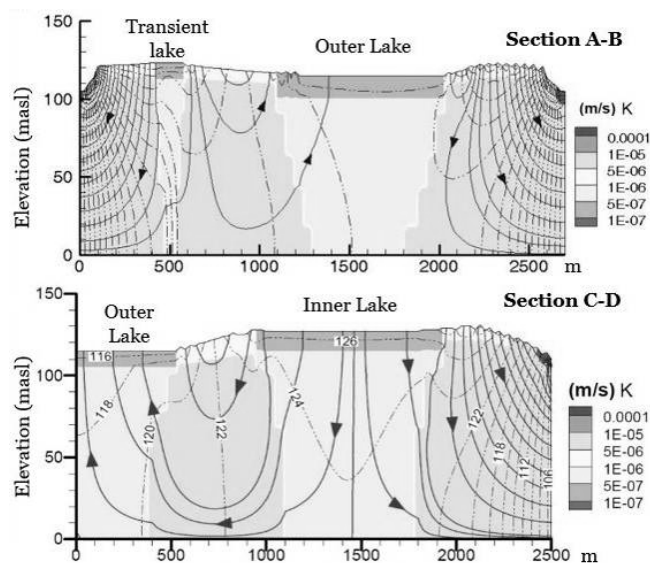 150
Transient
lake
Outer Lake
Section A-B
(m/s) K
0.0001
1E-05
5E-06
1E-06
5E-07
1E-07
Elevation (masl)
100
50
0
0 500 1000 1500 2000 2500 m
150
Outer
Lake
Inner Lake
Section C-D
116
126
118
120
122
124
122
118
112
106
(m/s) K
0.0001
1E-05
5E-06
1E-06
5E-07
1E-07
Elevation (masl)
100
50
0
0 500 1000 1500 2000 2500 m